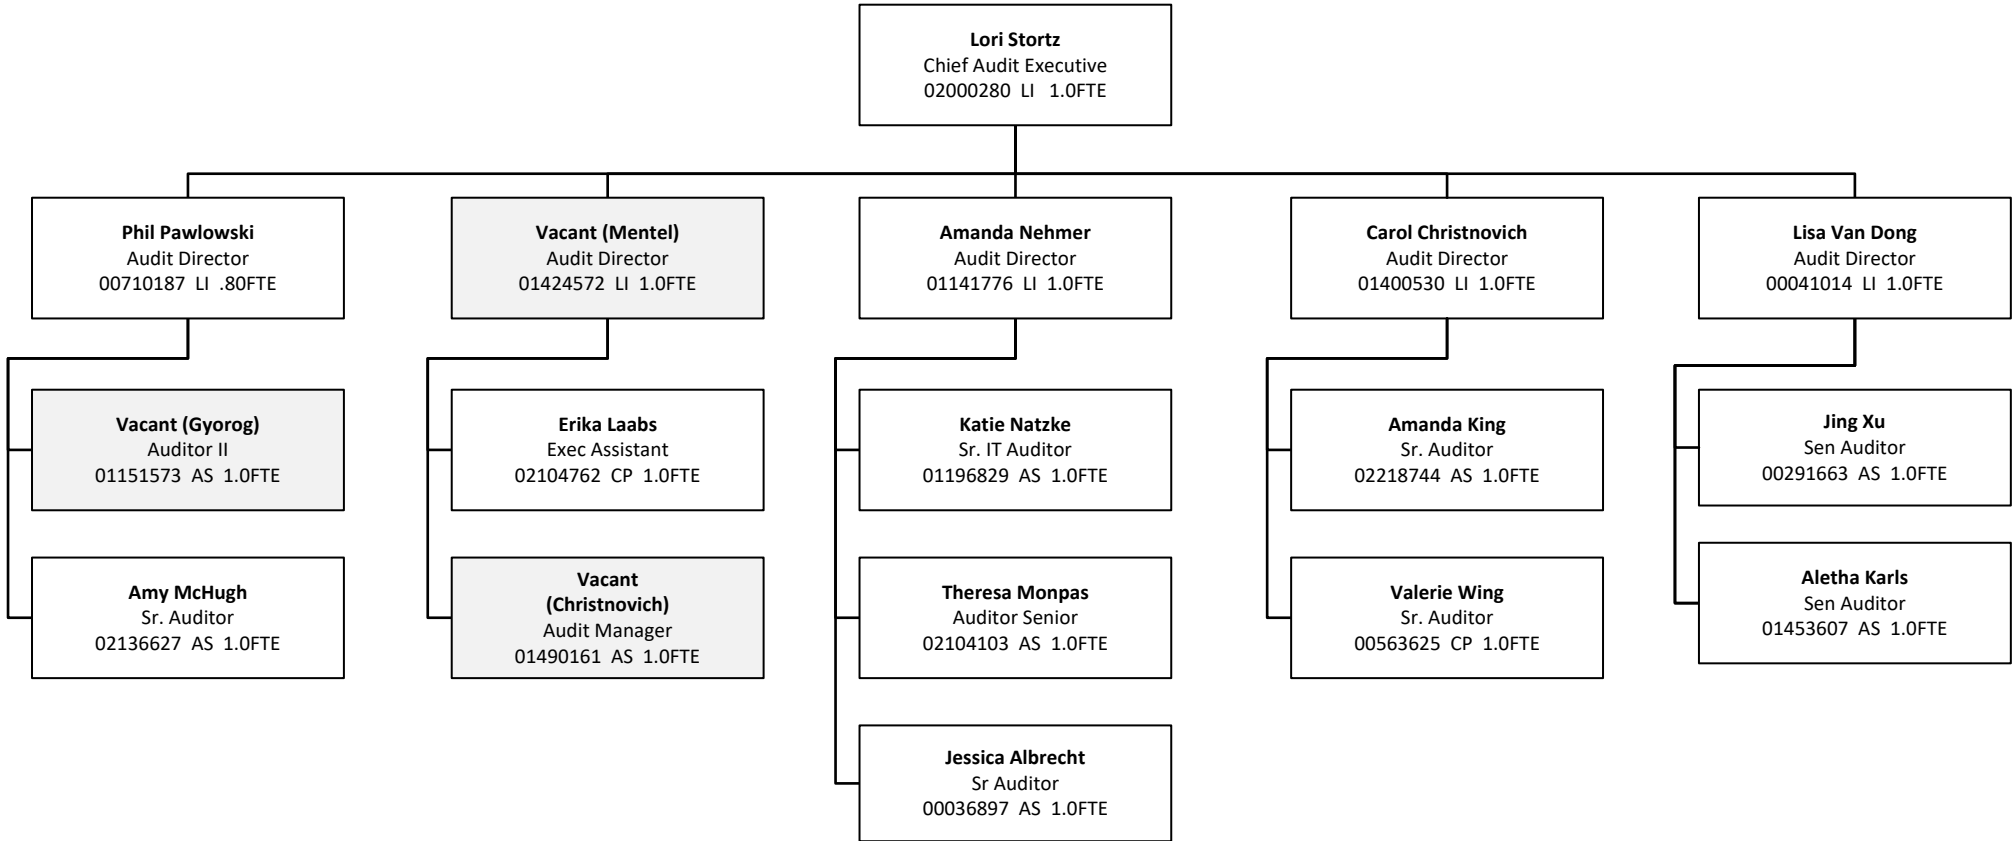 Lori Stortz
Chief Audit Executive
02000280 LI 1.0FTE
Phil Pawlowski
Audit Director
00710187 LI .80FTE
Vacant (Mentel)
Audit Director
01424572 LI 1.0FTE
Amanda Nehmer
Audit Director
01141776 LI 1.0FTE
Carol Christnovich
Audit Director
01400530 LI 1.0FTE
Lisa Van Dong
Audit Director
00041014 LI 1.0FTE
Vacant (Gyorog)
Auditor II
01151573 AS 1.0FTE
Erika Laabs
Exec Assistant
02104762 CP 1.0FTE
Katie Natzke
Sr. IT Auditor
01196829 AS 1.0FTE
Amanda King
Sr. Auditor
02218744 AS 1.0FTE
Jing Xu
Sen Auditor
00291663 AS 1.0FTE
Amy McHugh
Sr. Auditor
02136627 AS 1.0FTE
Vacant
(Christnovich)
Audit Manager
01490161 AS 1.0FTE
Theresa Monpas
Auditor Senior
02104103 AS 1.0FTE
Valerie Wing
Sr. Auditor
00563625 CP 1.0FTE
Aletha Karls
Sen Auditor
01453607 AS 1.0FTE
Jessica Albrecht
Sr Auditor
00036897 AS 1.0FTE